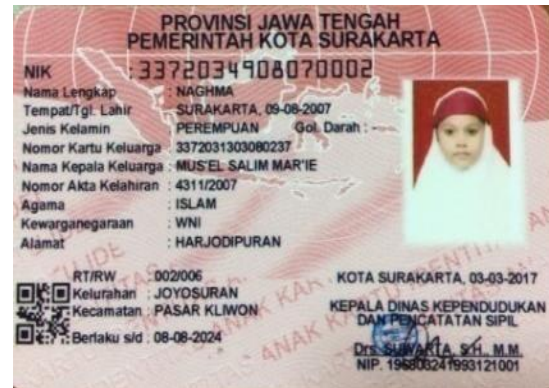 PROVINSI JAWA TENGAH
PEMERINTAH KOTA SURAKARTA
NIK : 3372034908070002
Nama Lengkap : NAGHMA
Tempat/Tgl. Lahir : SURAKARTA, 09-08-2007
Jenis Kelamin : PEREMPUAN Gol. Darah : -
Nomor Kartu Keluarga : 3372031303080237
Nama Kepala Keluarga : MUS'EL SALIM MAR'IE
Nomor Akta Kelahiran : 4311/2007
Agama : ISLAM
Kewarganegaraan : WNI
Alamat : HARJODIPURAN
RT/RW : 002/006
Kelurahan : JOYOSURAN
Kecamatan : PASAR KLIWON
Berlaku s/d : 08-08-2024
KOTA SURAKARTA, 03-03-2017
KEPALA DINAS KEPENDUDUKAN
DAN PENCATATAN SIPIL
Drs. SUWARTA, S.H., M.M.
NIP. 196803241993121001